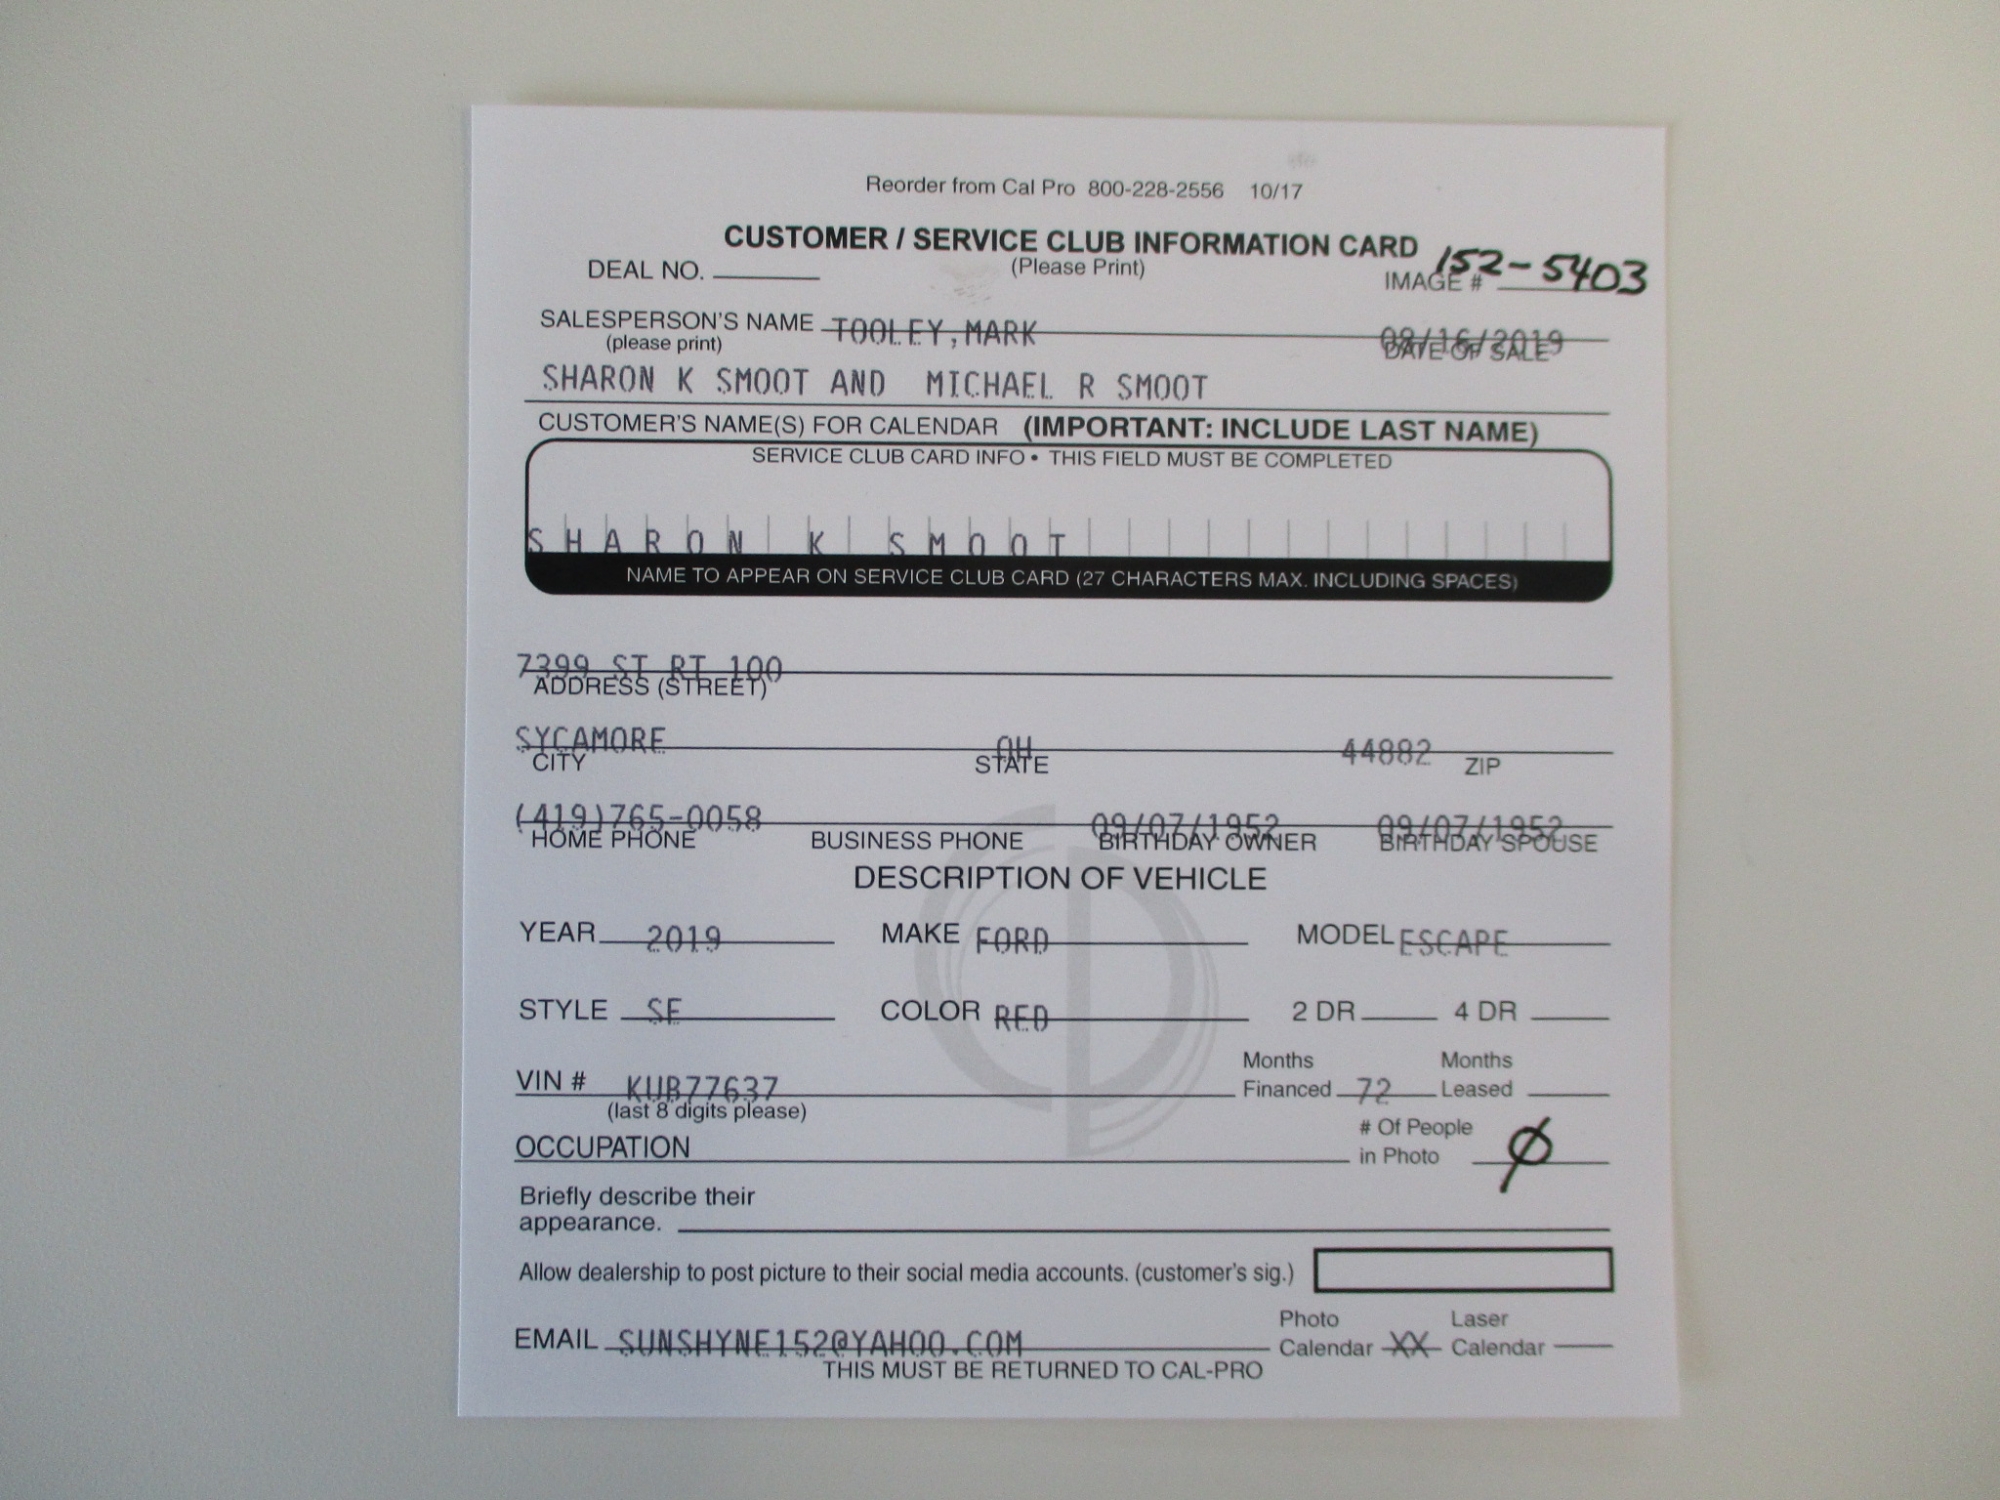 Reorder from Cal Pro 800-228-2556 10/17
CUSTOMER / SERVICE CLUB INFORMATION CARD
DEAL NO. (Please Print) IMAGE # 152-5403
SALESPERSON'S NAME TOOLEY,MARK
(please print) DATE OF SALE
SHARON K SMOOT AND MICHAEL R SMOOT
CUSTOMER'S NAME(S) FOR CALENDAR (IMPORTANT: INCLUDE LAST NAME)
SERVICE CLUB CARD INFO • THIS FIELD MUST BE COMPLETED
SHARON K SMOOT
NAME TO APPEAR ON SERVICE CLUB CARD (27 CHARACTERS MAX. INCLUDING SPACES)
7399 ST RT 100
ADDRESS (STREET)
SYCAMORE OH 44882
CITY STATE ZIP
(419)765-0058 09/07/1952 09/07/1952
HOME PHONE BUSINESS PHONE BIRTHDAY OWNER BIRTHDAY SPOUSE
DESCRIPTION OF VEHICLE
YEAR 2019 MAKE FORD MODEL ESCAPE
STYLE SE COLOR RED 2 DR 4 DR
Months Months
VIN # KUB77637 Financed 72 Leased
(last 8 digits please)
# Of People
OCCUPATION in Photo Ø
Briefly describe their
appearance.
Allow dealership to post picture to their social media accounts. (customer's sig.)
Photo Laser
EMAIL SUNSHYNE152@YAHOO.COM Calendar XX Calendar
THIS MUST BE RETURNED TO CAL-PRO